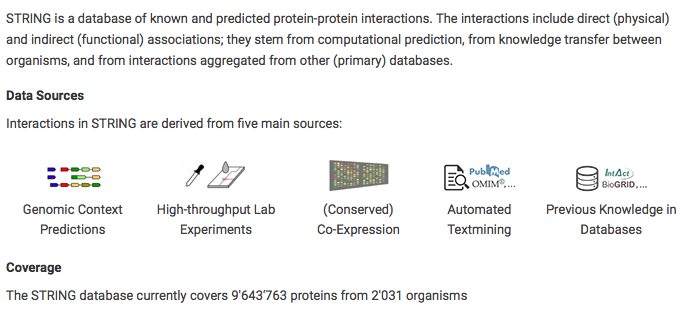 STRING is a database of known and predicted protein-protein interactions. The interactions include direct (physical)
and indirect (functional) associations; they stem from computational prediction, from knowledge transfer between
organisms, and from interactions aggregated from other (primary) databases.
Data Sources
Interactions in STRING are derived from five main sources:
PubMed
OMIM®,...
IntAct
BioGRID,...
Genomic Context
Predictions
High-throughput Lab
Experiments
(Conserved)
Co-Expression
Automated
Textmining
Previous Knowledge in
Databases
Coverage
The STRING database currently covers 9'643'763 proteins from 2'031 organisms